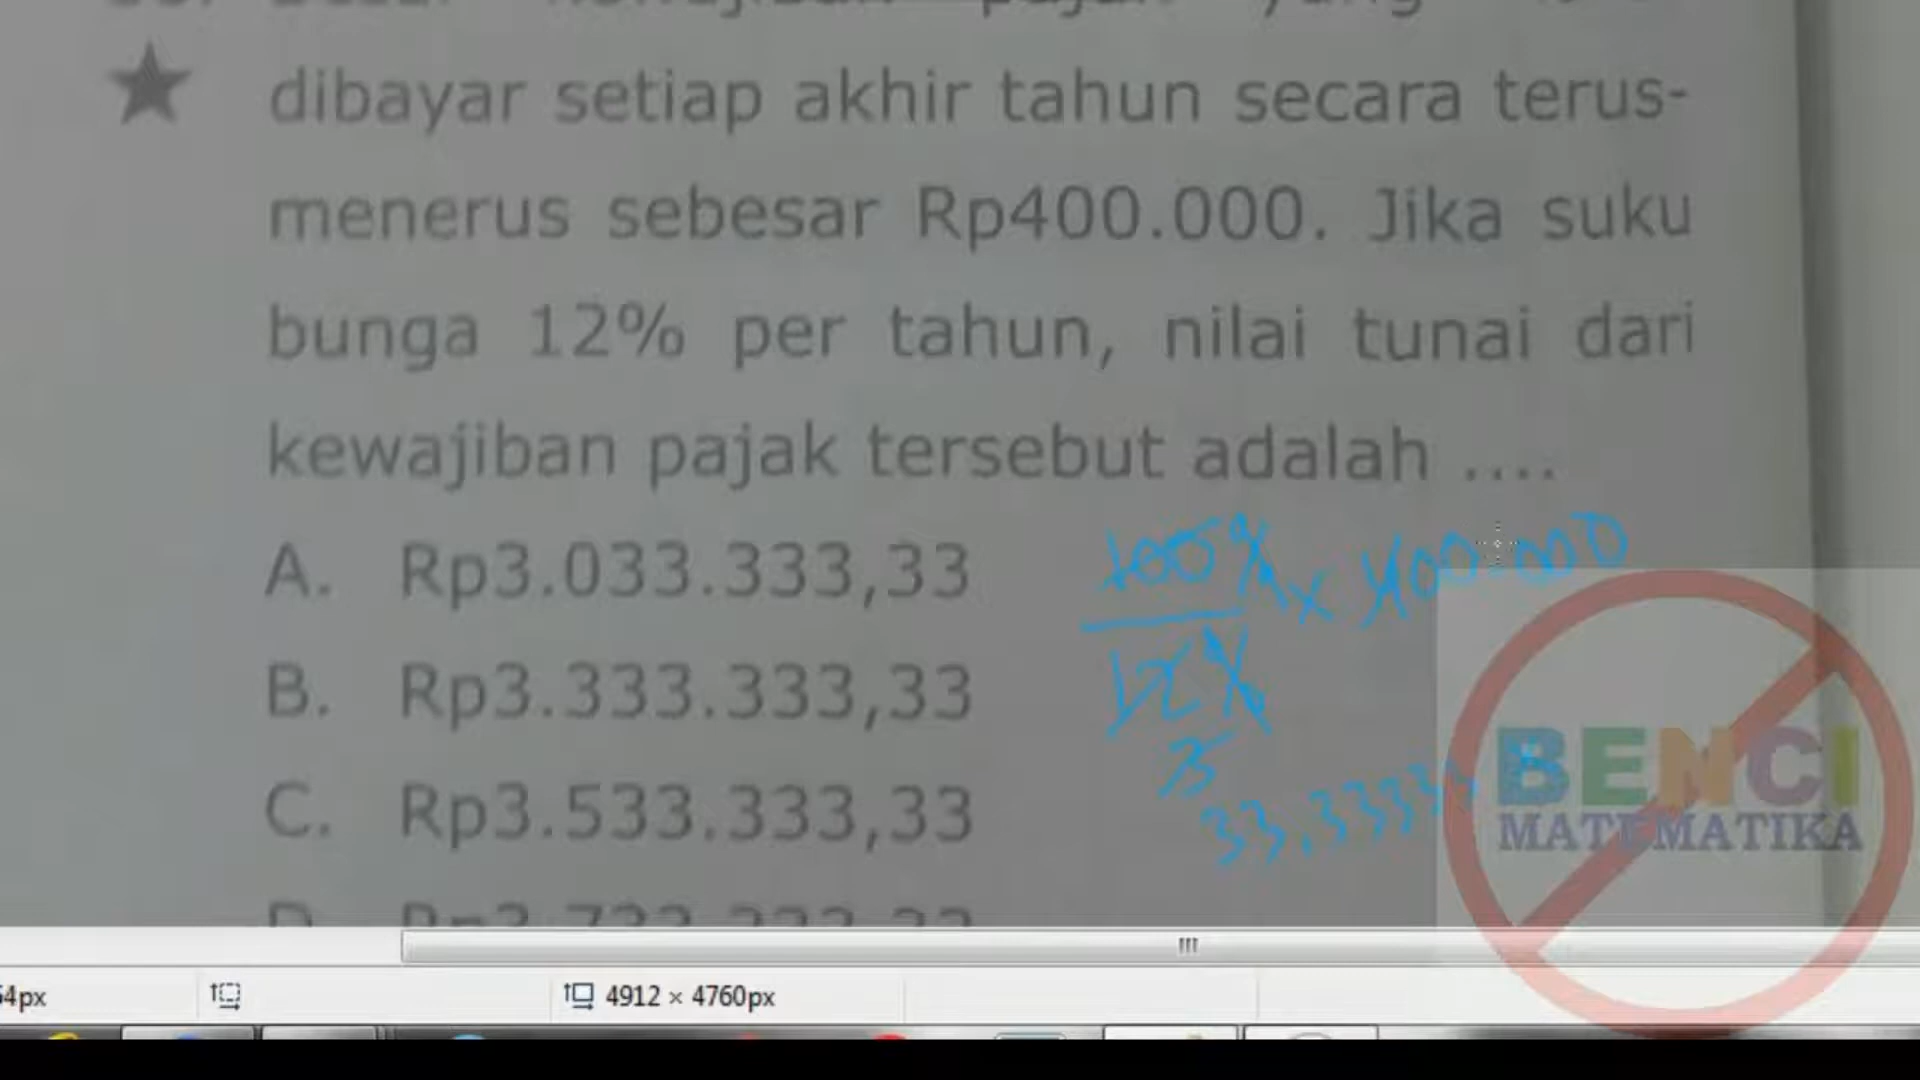 dibayar setiap akhir tahun secara terus-
menerus sebesar Rp400.000. Jika suku
bunga 12% per tahun, nilai tunai dari
kewajiban pajak tersebut adalah ....
A. Rp3.033.333,33
B. Rp3.333.333,33
C. Rp3.533.333,33
100% x 400.000
12%
3
33,33333
BENCI
MATEMATIKA
4912 × 4760px